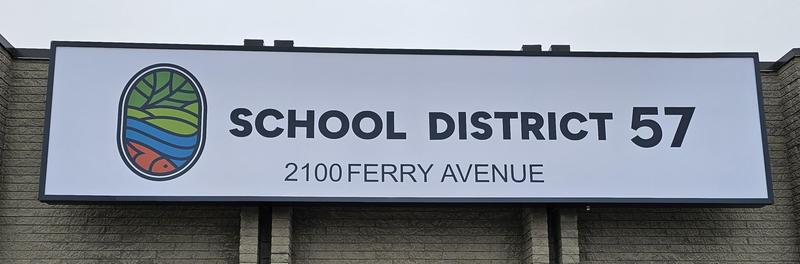 SCHOOL DISTRICT 57
2100 FERRY AVENUE